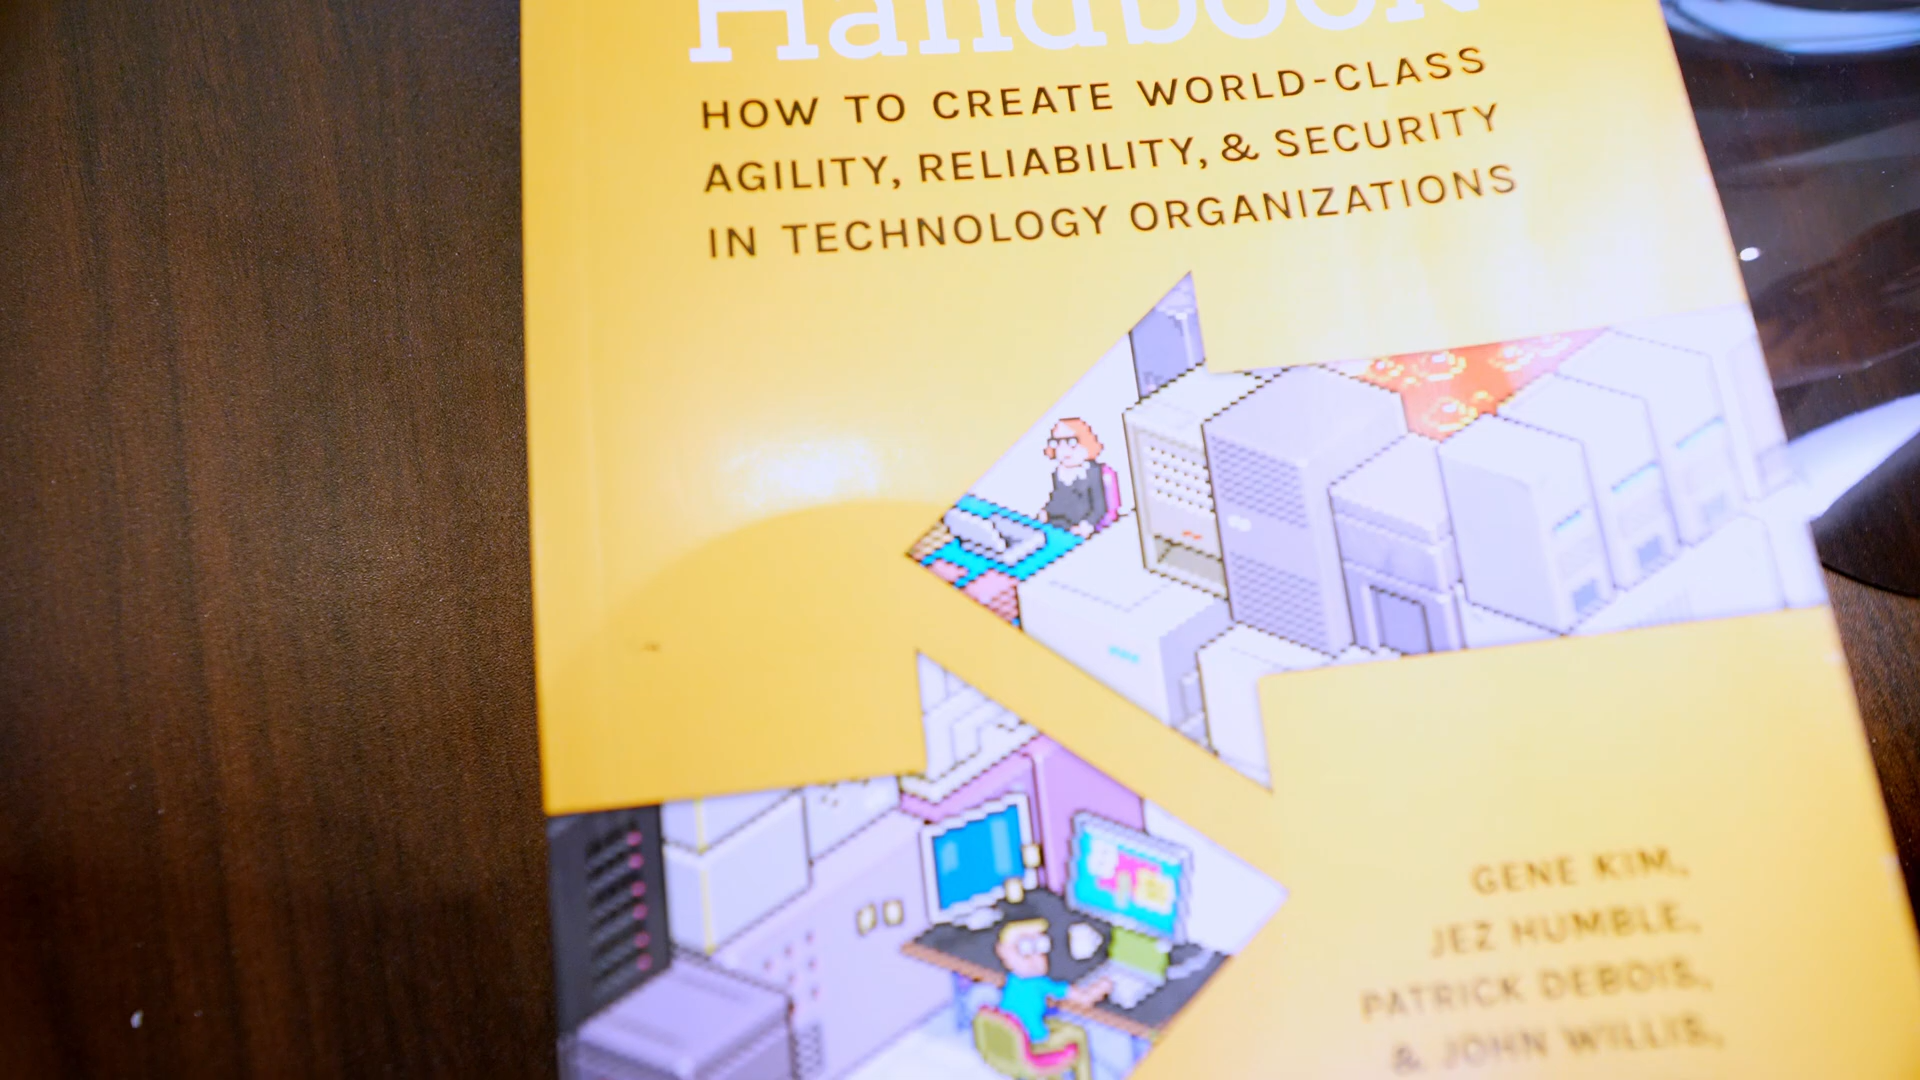 Handbook
HOW TO CREATE WORLD-CLASS
AGILITY, RELIABILITY, & SECURITY
IN TECHNOLOGY ORGANIZATIONS
GENE KIM,
JEZ HUMBLE,
PATRICK DEBOIS,
& JOHN WILLIS,